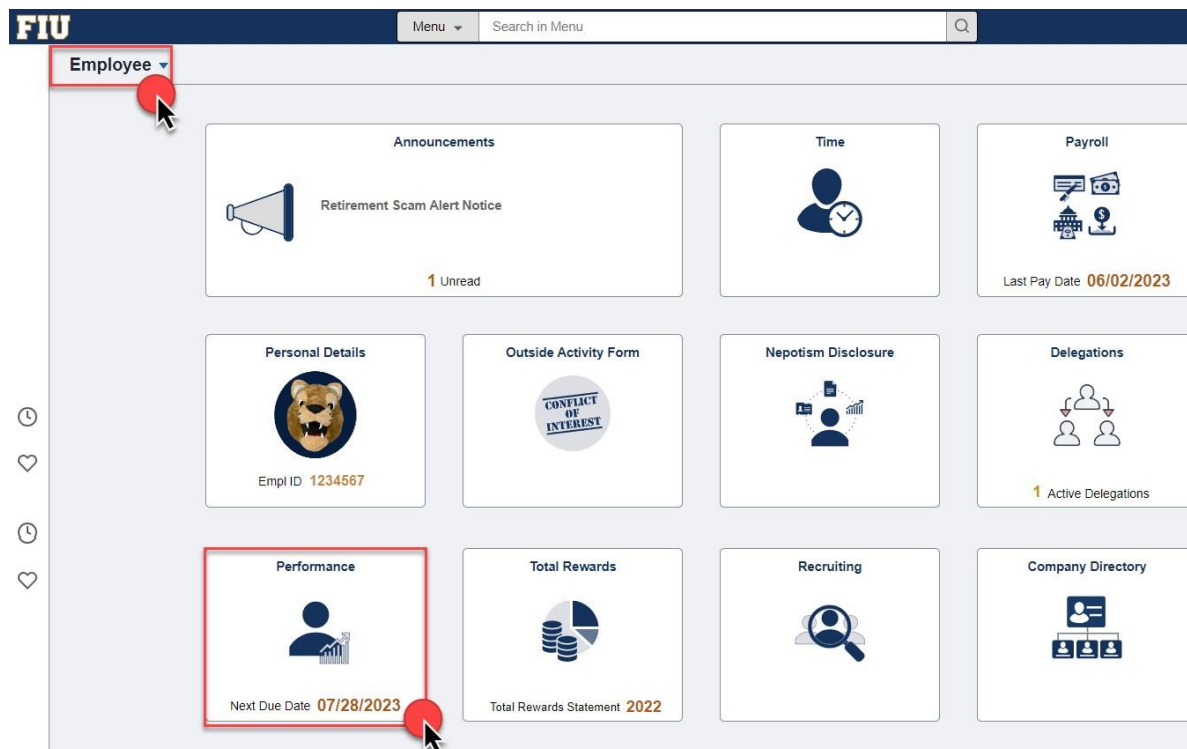 FIU
Menu
Search in Menu
Employee
Announcements
Retirement Scam Alert Notice
1 Unread
Time
Payroll
Last Pay Date 06/02/2023
Personal Details
Empl ID 1234567
Outside Activity Form
CONFLICT
OF
INTEREST
Nepotism Disclosure
Delegations
1 Active Delegations
Performance
Next Due Date 07/28/2023
Total Rewards
Total Rewards Statement 2022
Recruiting
Company Directory